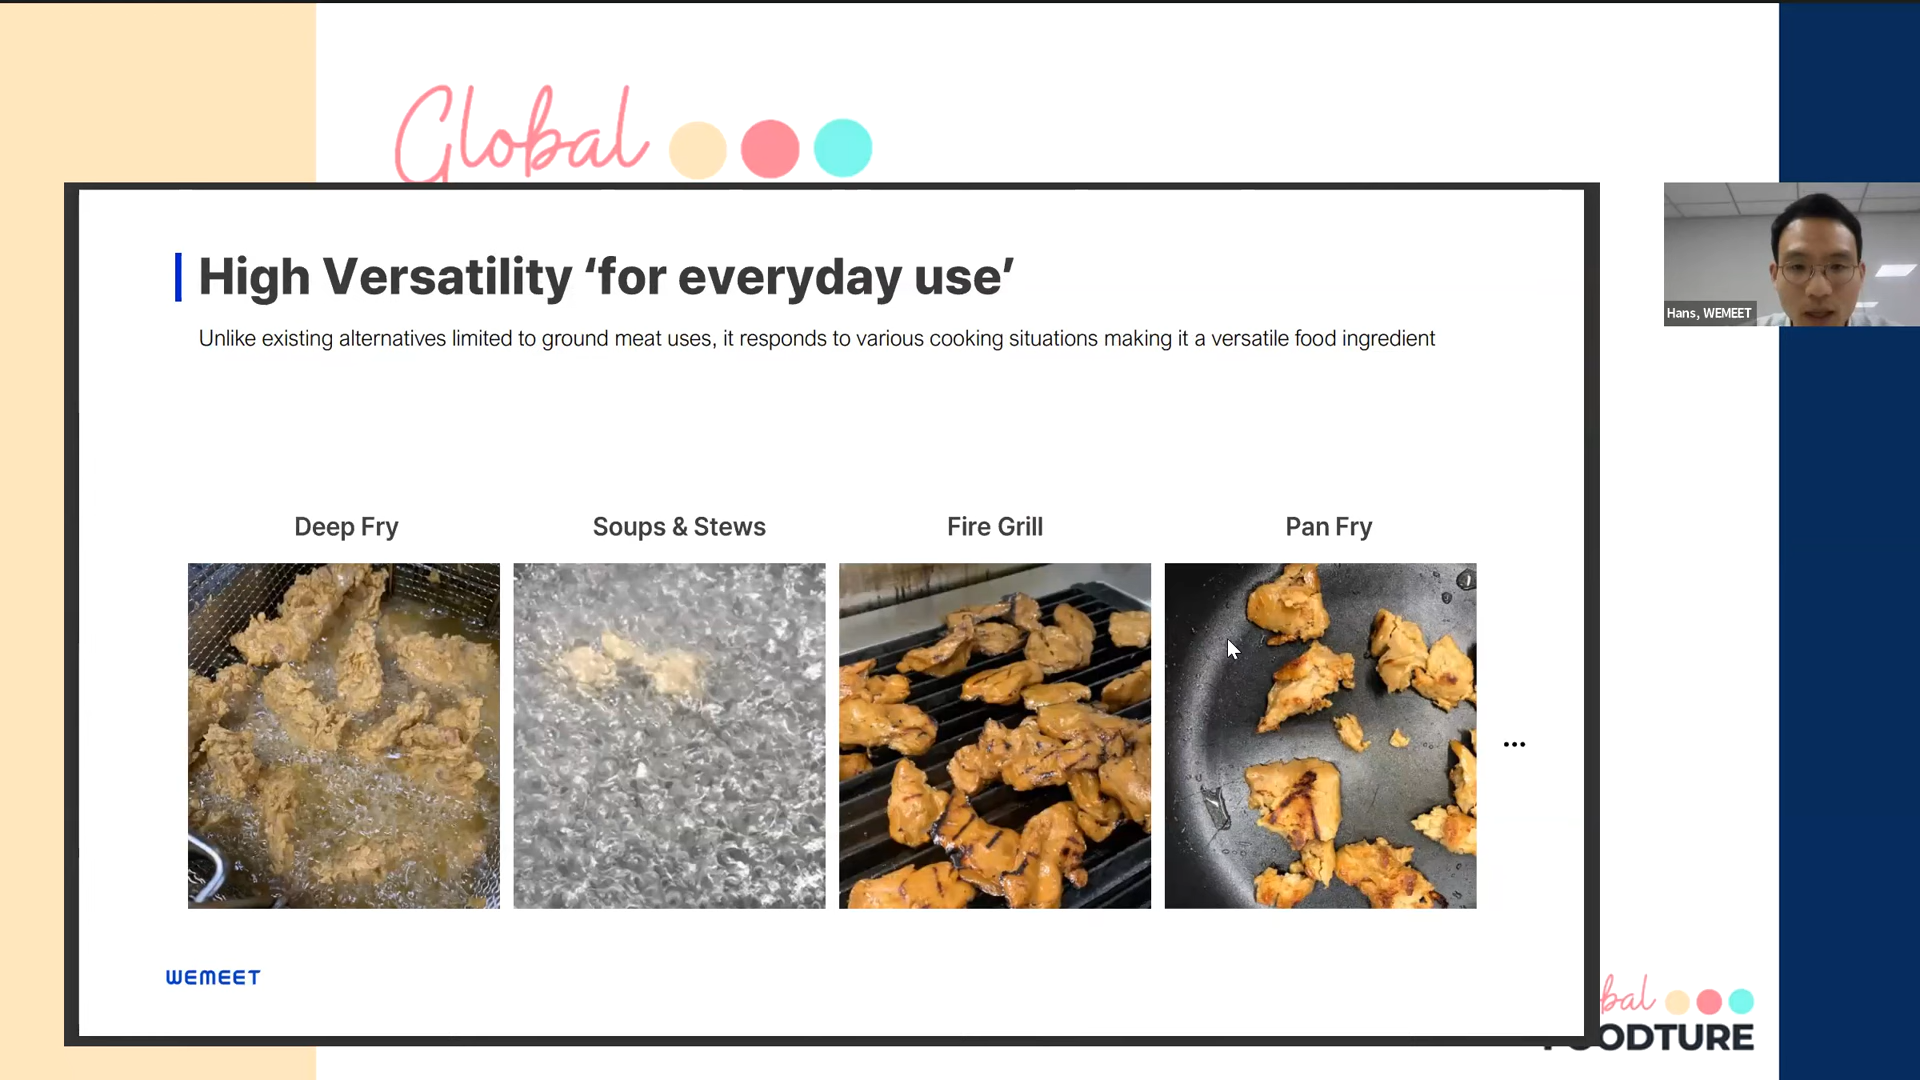 Global
High Versatility ‘for everyday use’
Unlike existing alternatives limited to ground meat uses, it responds to various cooking situations making it a versatile food ingredient
Deep Fry
Soups & Stews
Fire Grill
Pan Fry
...
WEMEET
Hans, WEMEET
bal
FOODTURE